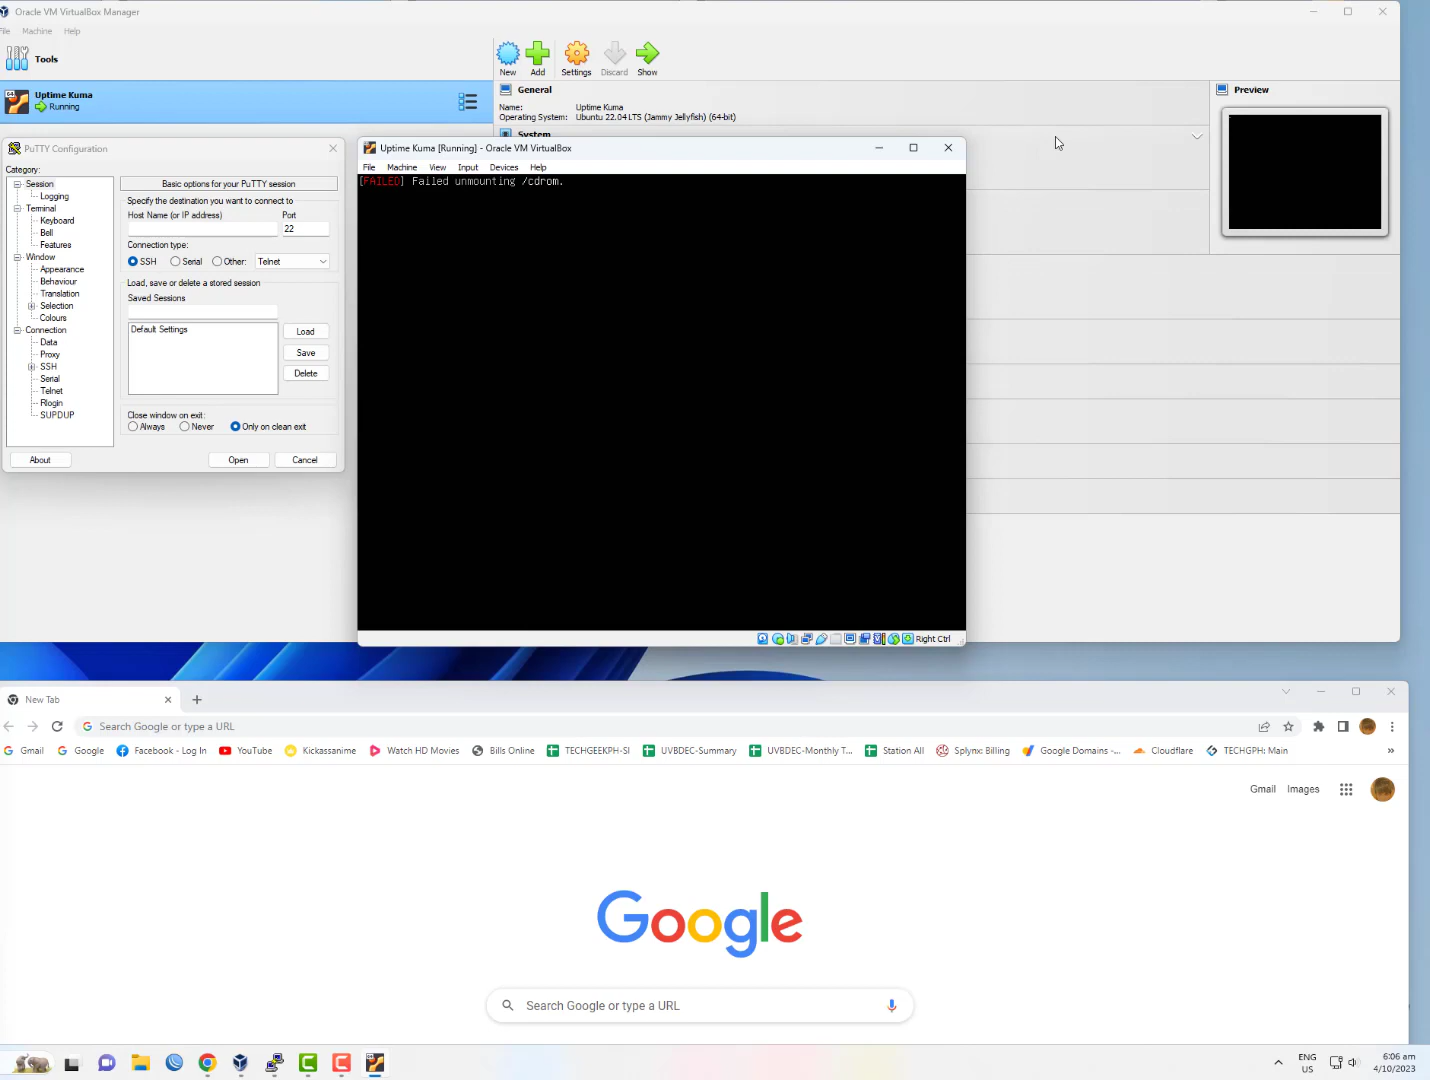 Oracle VM VirtualBox Manager
File Machine Help
Tools
New Add Settings Discard Show
Uptime Kuma
Running
General
Name: Uptime Kuma
Operating System: Ubuntu 22.04 LTS (Jammy Jellyfish) (64-bit)
System
Preview
PuTTY Configuration
Category:
Session
Logging
Terminal
Keyboard
Bell
Features
Window
Appearance
Behaviour
Translation
Selection
Colours
Connection
Data
Proxy
SSH
Serial
Telnet
Rlogin
SUPDUP
Basic options for your PuTTY session
Specify the destination you want to connect to
Host Name (or IP address) Port
22
Connection type:
SSH Serial Other: Telnet
Load, save or delete a stored session
Saved Sessions
Default Settings
Load
Save
Delete
Close window on exit:
Always Never Only on clean exit
About Open Cancel
Uptime Kuma [Running] - Oracle VM VirtualBox
File Machine View Input Devices Help
[FAILED] Failed unmounting /cdrom.
Right Ctrl
New Tab
Search Google or type a URL
Gmail Google Facebook - Log In YouTube Kickassanime Watch HD Movies Bills Online TECHGEEKPH-SI UVBDEC-Summary UVBDEC-Monthly T... Station All Splynx: Billing Google Domains -... Cloudflare TECHGPH: Main »
Gmail Images
Google
Search Google or type a URL
ENG
US
6:06 am
4/10/2023